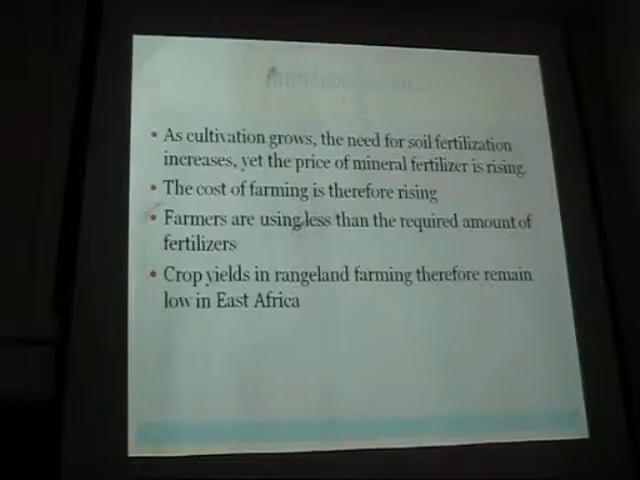 • As cultivation grows, the need for soil fertilization
increases, yet the price of mineral fertilizer is rising.
• The cost of farming is therefore rising
• Farmers are using less than the required amount of
fertilizers
• Crop yields in rangeland farming therefore remain
low in East Africa